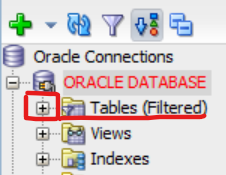 Oracle Connections
ORACLE DATABASE
Tables (Filtered)
Views
Indexes